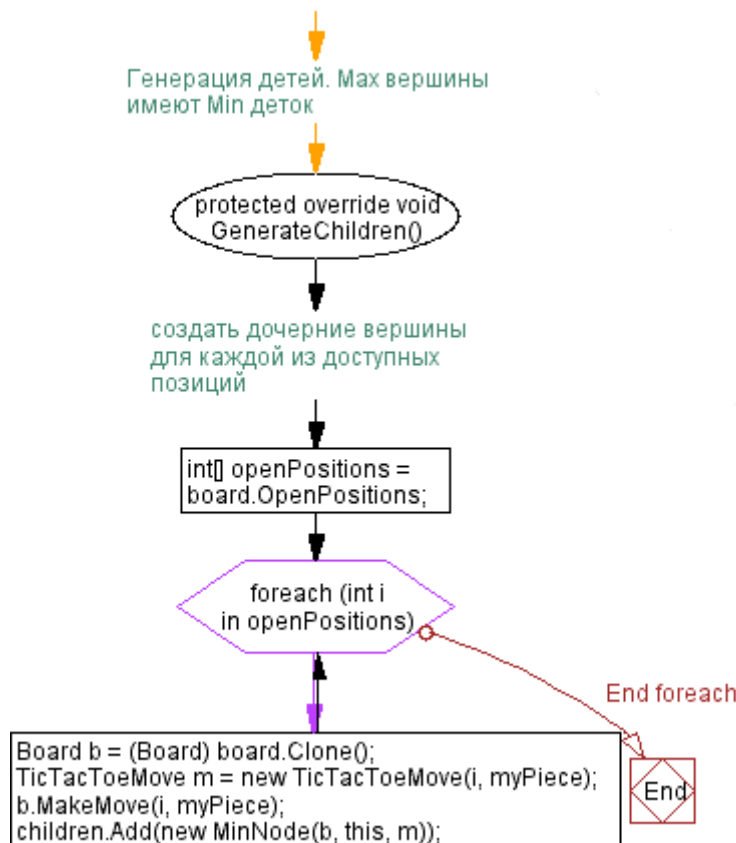 Генерация детей. Max вершины
имеют Min деток
protected override void
GenerateChildren()
создать дочерние вершины
для каждой из доступных
позиций
int[] openPositions =
board.OpenPositions;
foreach (int i
in openPositions)
End foreach
Board b = (Board) board.Clone();
TicTacToeMove m = new TicTacToeMove(i, myPiece);
b.MakeMove(i, myPiece);
children.Add(new MinNode(b, this, m));
End